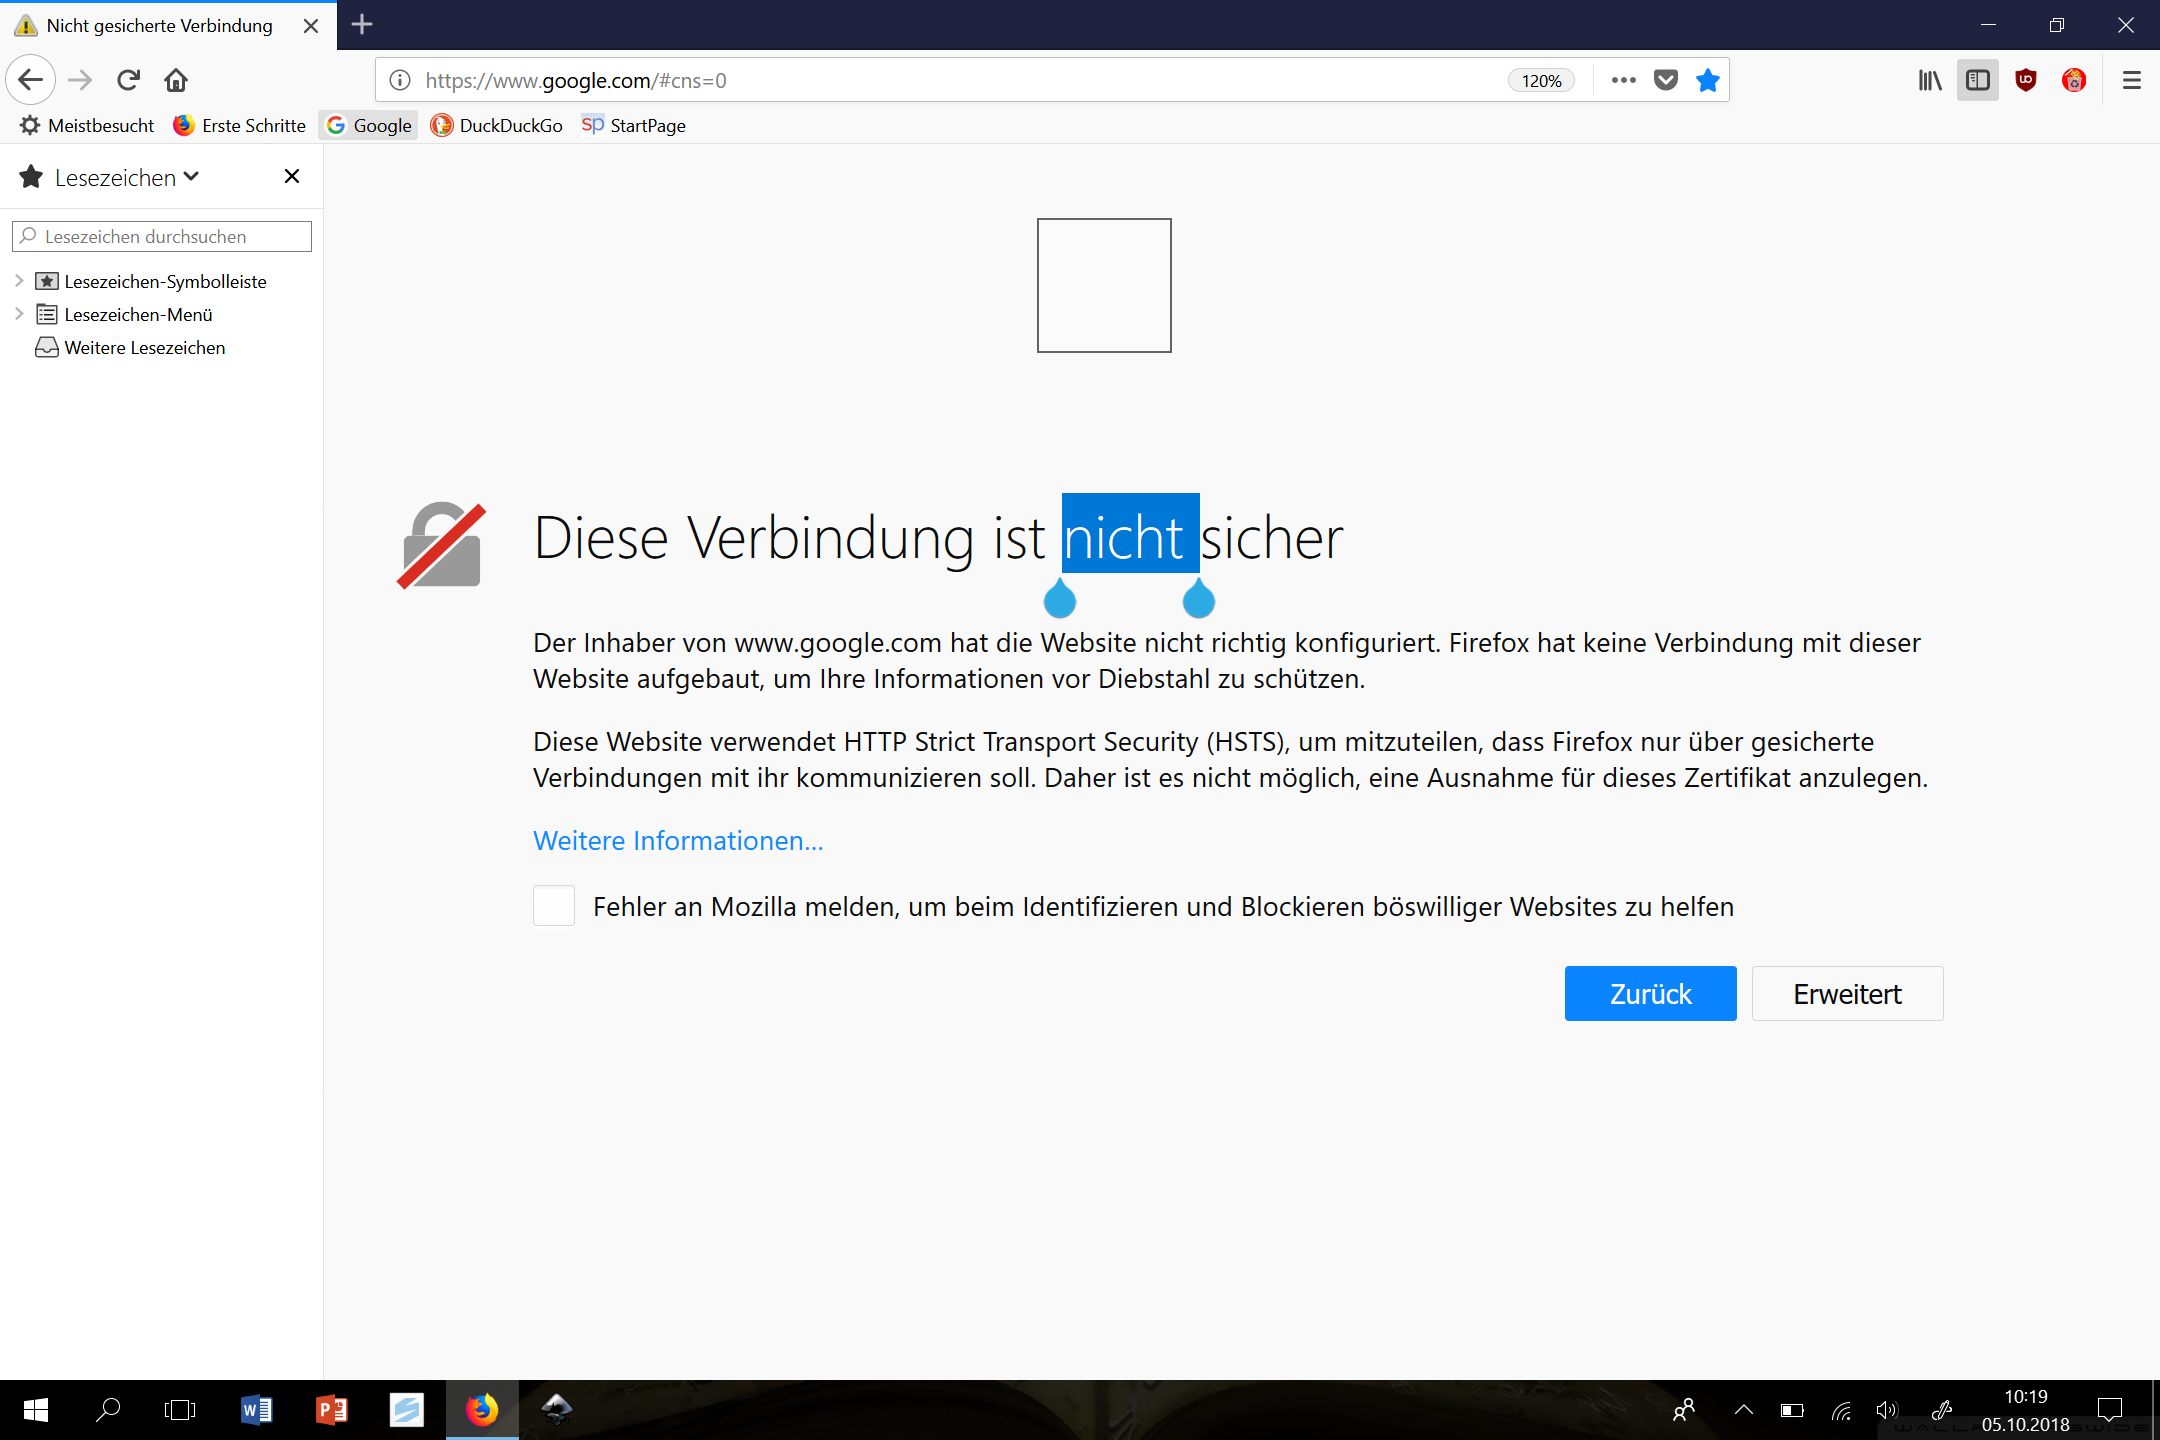 Nicht gesicherte Verbindung
https://www.google.com/#cns=0
120%
Meistbesucht
Erste Schritte
Google
DuckDuckGo
StartPage
Lesezeichen
Lesezeichen durchsuchen
Lesezeichen-Symbolleiste
Lesezeichen-Menü
Weitere Lesezeichen
Diese Verbindung ist nicht sicher
Der Inhaber von www.google.com hat die Website nicht richtig konfiguriert. Firefox hat keine Verbindung mit dieser
Website aufgebaut, um Ihre Informationen vor Diebstahl zu schützen.
Diese Website verwendet HTTP Strict Transport Security (HSTS), um mitzuteilen, dass Firefox nur über gesicherte
Verbindungen mit ihr kommunizieren soll. Daher ist es nicht möglich, eine Ausnahme für dieses Zertifikat anzulegen.
Weitere Informationen...
Fehler an Mozilla melden, um beim Identifizieren und Blockieren böswilliger Websites zu helfen
Zurück
Erweitert
10:19
05.10.2018